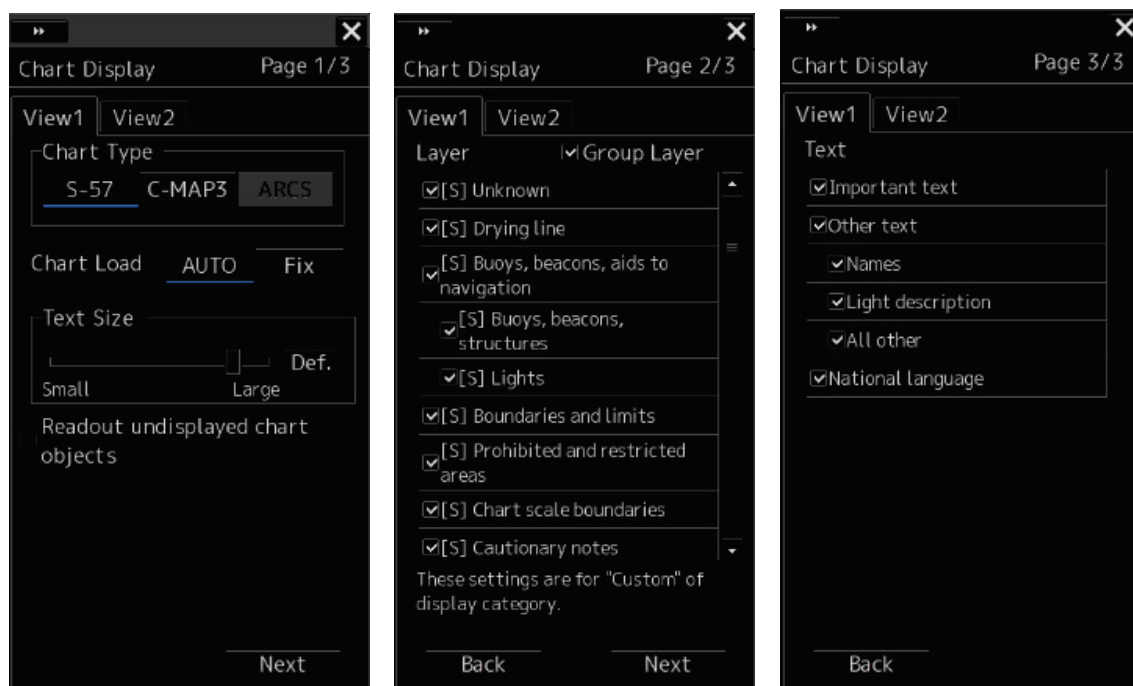 Chart Display Page 1/3
View1 View2
Chart Type
S-57 C-MAP3 ARCS
Chart Load AUTO Fix
Text Size
Def.
Small Large
Readout undisplayed chart
objects
Next
Chart Display Page 2/3
View1 View2
Layer Group Layer
[S] Unknown
[S] Drying line
[S] Buoys, beacons, aids to
navigation
[S] Buoys, beacons,
structures
[S] Lights
[S] Boundaries and limits
[S] Prohibited and restricted
areas
[S] Chart scale boundaries
[S] Cautionary notes
These settings are for "Custom" of
display category.
Back Next
Chart Display Page 3/3
View1 View2
Text
Important text
Other text
Names
Light description
All other
National language
Back